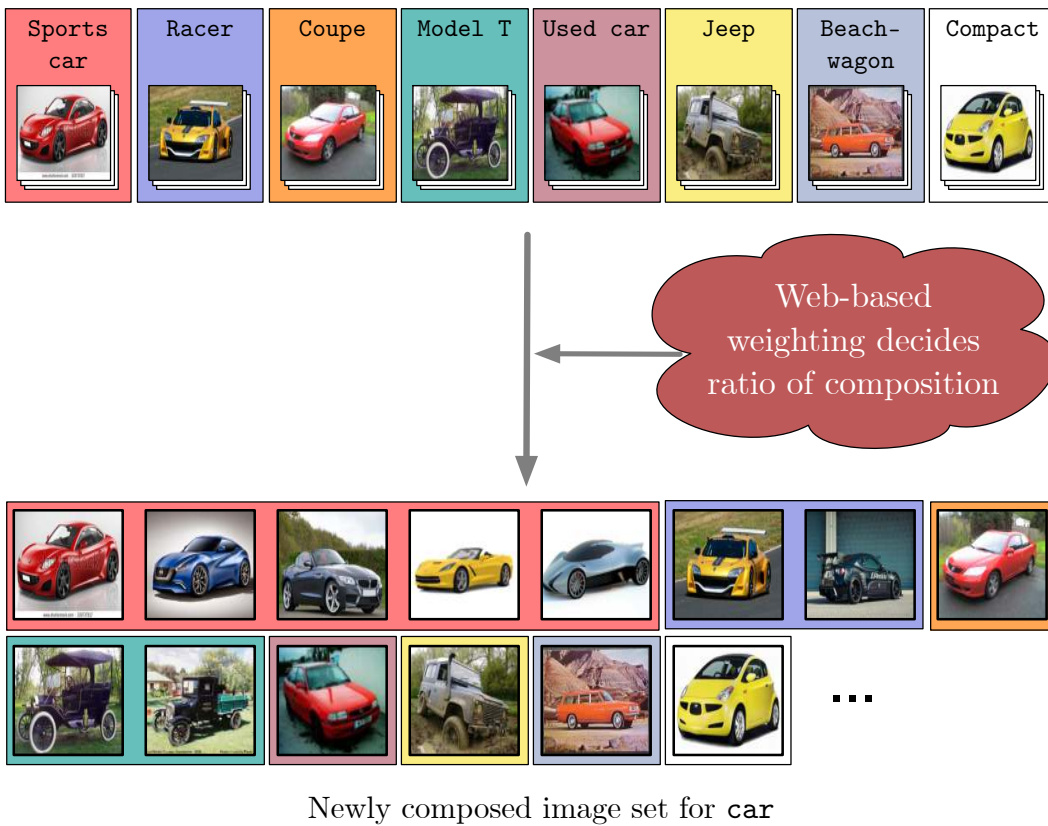 Sports car
Racer
Coupe
Model T
Used car
Jeep
Beach-
wagon
Compact
Web-based
weighting decides
ratio of composition
...
Newly composed image set for car